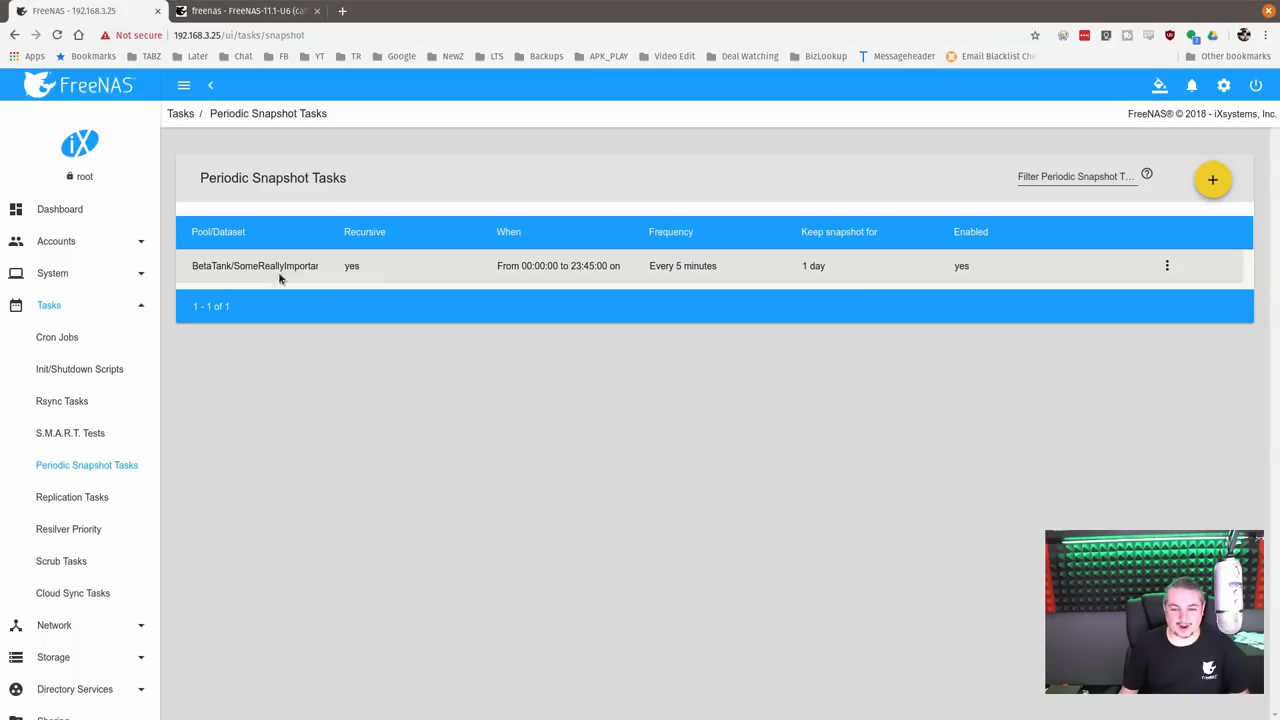 FreeNAS - 192.168.3.25
freenas - FreeNAS-11.1-U6 (ca
Not secure
192.168.3.25/ui/tasks/snapshot
Apps
Bookmarks
TABZ
Later
Chat
FB
YT
TR
Google
NewZ
LTS
Backups
APK_PLAY
Video Edit
Deal Watching
BizLookup
Messageheader
Email Blacklist Che
Other bookmarks
FreeNAS
Tasks / Periodic Snapshot Tasks
FreeNAS® © 2018 - iXsystems, Inc.
iX
root
Dashboard
Accounts
System
Tasks
Cron Jobs
Init/Shutdown Scripts
Rsync Tasks
S.M.A.R.T. Tests
Periodic Snapshot Tasks
Replication Tasks
Resilver Priority
Scrub Tasks
Cloud Sync Tasks
Network
Storage
Directory Services
Periodic Snapshot Tasks
Filter Periodic Snapshot T...
Pool/Dataset Recursive When Frequency Keep snapshot for Enabled
BetaTank/SomeReallyImportan yes From 00:00:00 to 23:45:00 on Every 5 minutes 1 day yes
1 - 1 of 1
FreeNAS